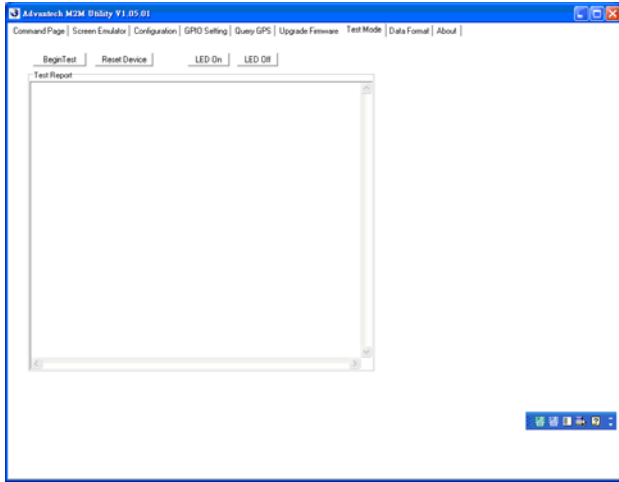 Advantech M2M Utility V1.05.01
Command Page Screen Emulator Configuration GPIO Setting Query GPS Upgrade Firmware Test Mode Data Format About
BeginTest Reset Device LED On LED Off
Test Report